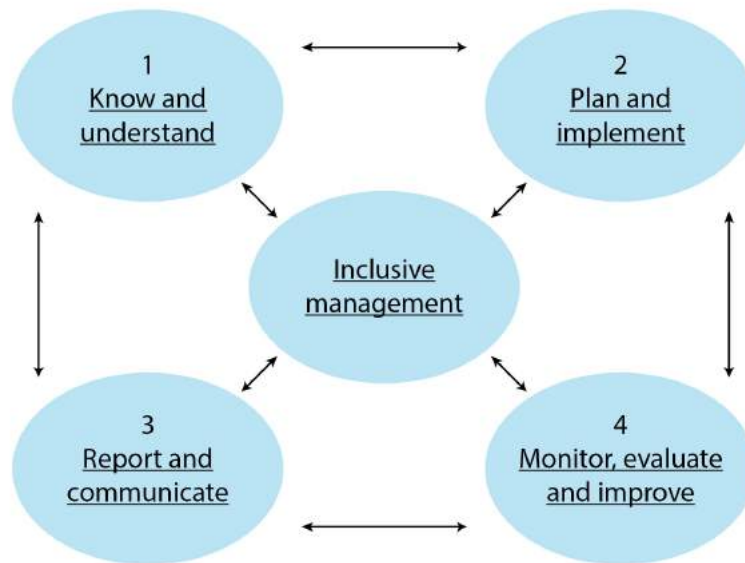 1
Know and
understand
2
Plan and
implement
Inclusive
management
3
Report and
communicate
4
Monitor, evaluate
and improve